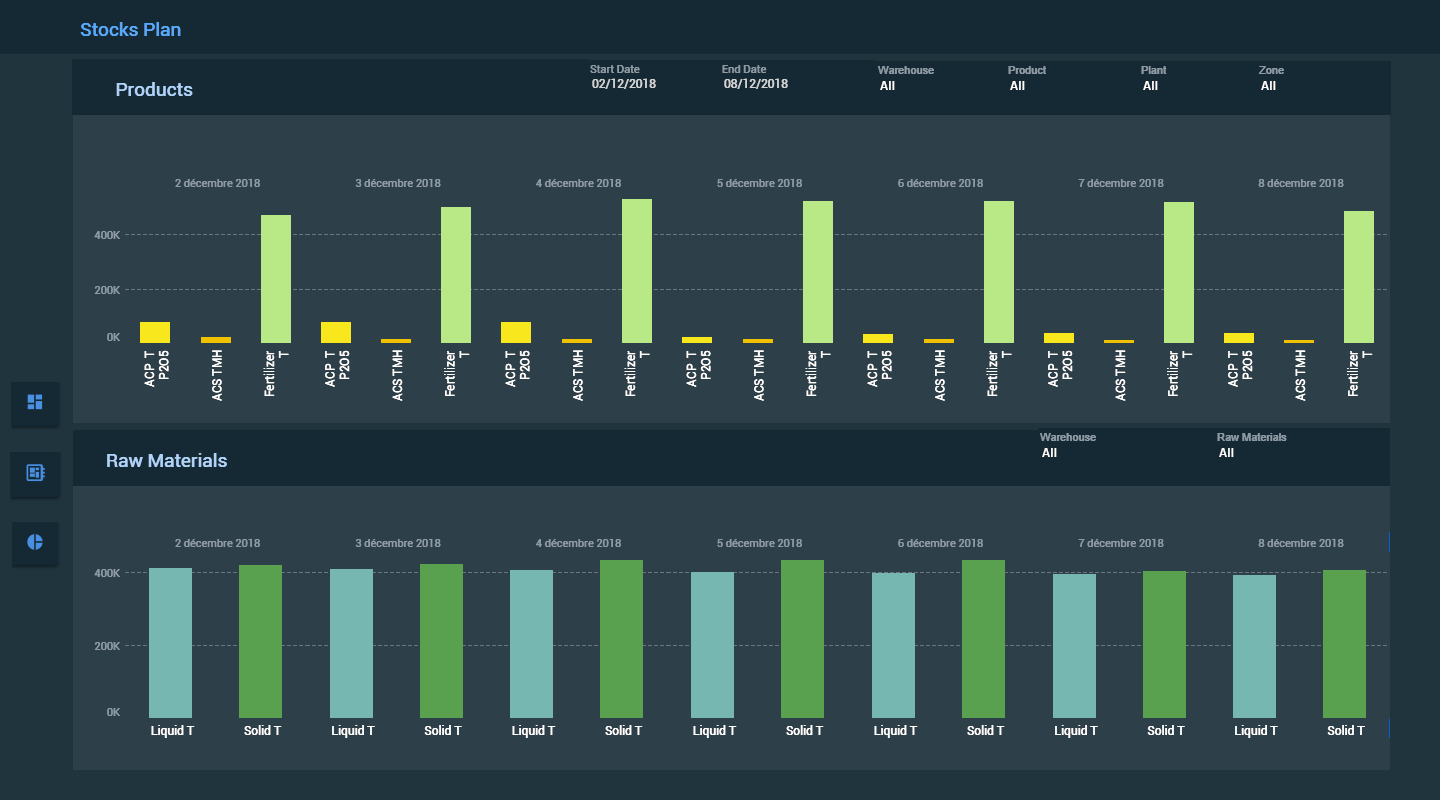 Stocks Plan
Products
Start Date
02/12/2018
End Date
08/12/2018
Warehouse
All
Product
All
Plant
All
Zone
All
2 décembre 2018
3 décembre 2018
4 décembre 2018
5 décembre 2018
6 décembre 2018
7 décembre 2018
8 décembre 2018
400K
200K
0K
ACP T
P2O5
ACS TMH
Fertilizer
T
ACP T
P2O5
ACS TMH
Fertilizer
T
ACP T
P2O5
ACS TMH
Fertilizer
T
ACP T
P2O5
ACS TMH
Fertilizer
T
ACP T
P2O5
ACS TMH
Fertilizer
T
ACP T
P2O5
ACS TMH
Fertilizer
T
ACP T
P2O5
ACS TMH
Fertilizer
T
Raw Materials
Warehouse
All
Raw Materials
All
2 décembre 2018
3 décembre 2018
4 décembre 2018
5 décembre 2018
6 décembre 2018
7 décembre 2018
8 décembre 2018
400K
200K
0K
Liquid T
Solid T
Liquid T
Solid T
Liquid T
Solid T
Liquid T
Solid T
Liquid T
Solid T
Liquid T
Solid T
Liquid T
Solid T